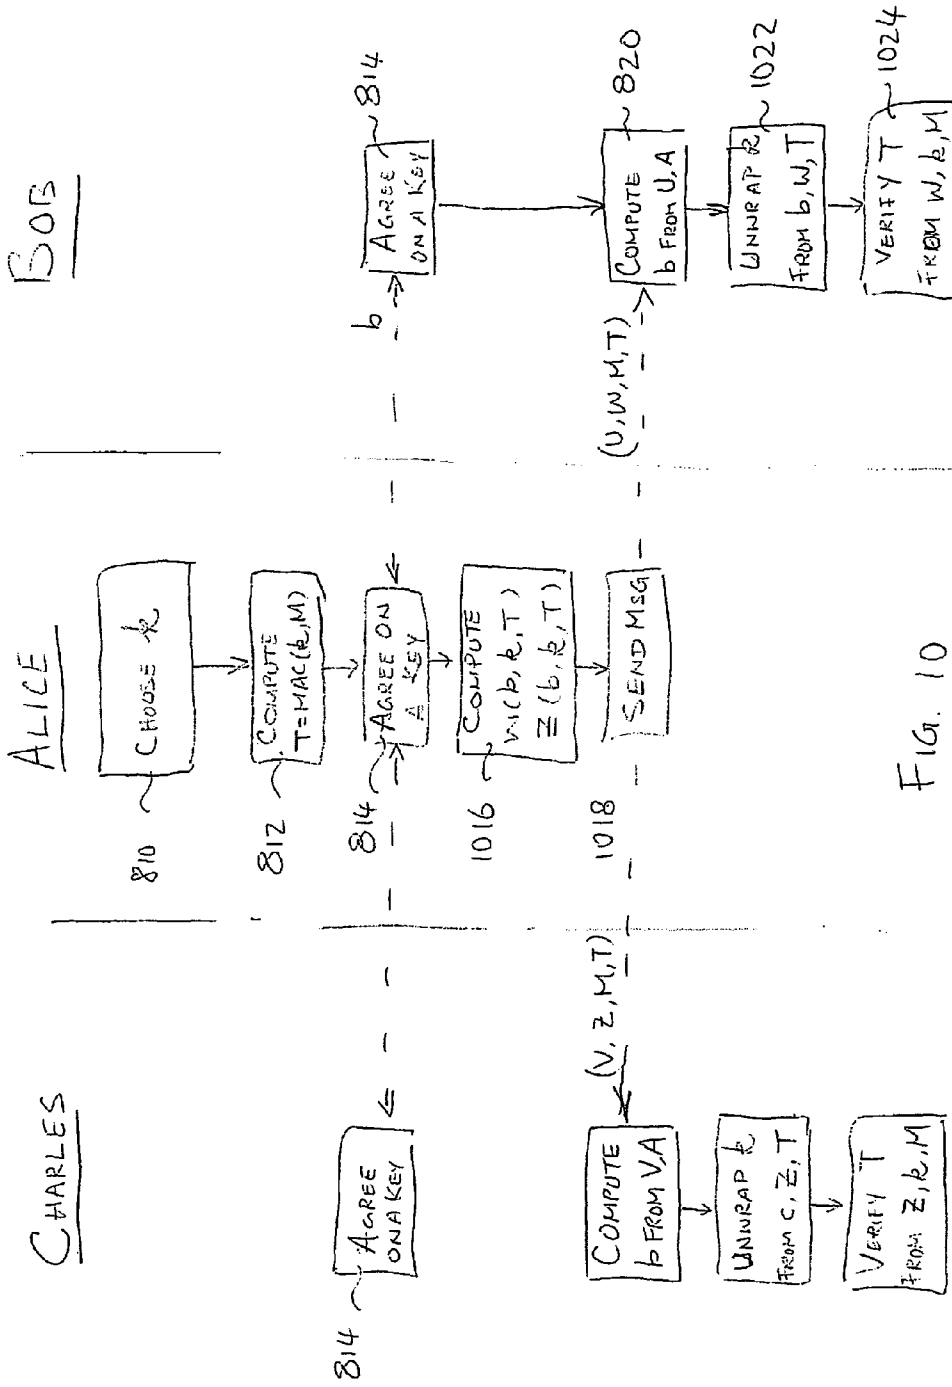 CHARLES
ALICE
BOB
810
CHOOSE k
812
COMPUTE
T=MAC(k,M)
814
AGREE
ON A KEY
814
AGREE ON
A KEY
b
AGREE
ON A KEY
814
1016
COMPUTE
W(b,k,T)
Z(b,k,T)
1018
SEND MSG
(V,Z,M,T)
(U,W,M,T)
COMPUTE
b FROM V,A
COMPUTE
b FROM U,A
820
UNWRAP k
FROM C,Z,T
UNWRAP k
FROM b,W,T
1022
VERIFY T
FROM Z,k,M
VERIFY T
FROM W,k,M
1024
FIG. 10